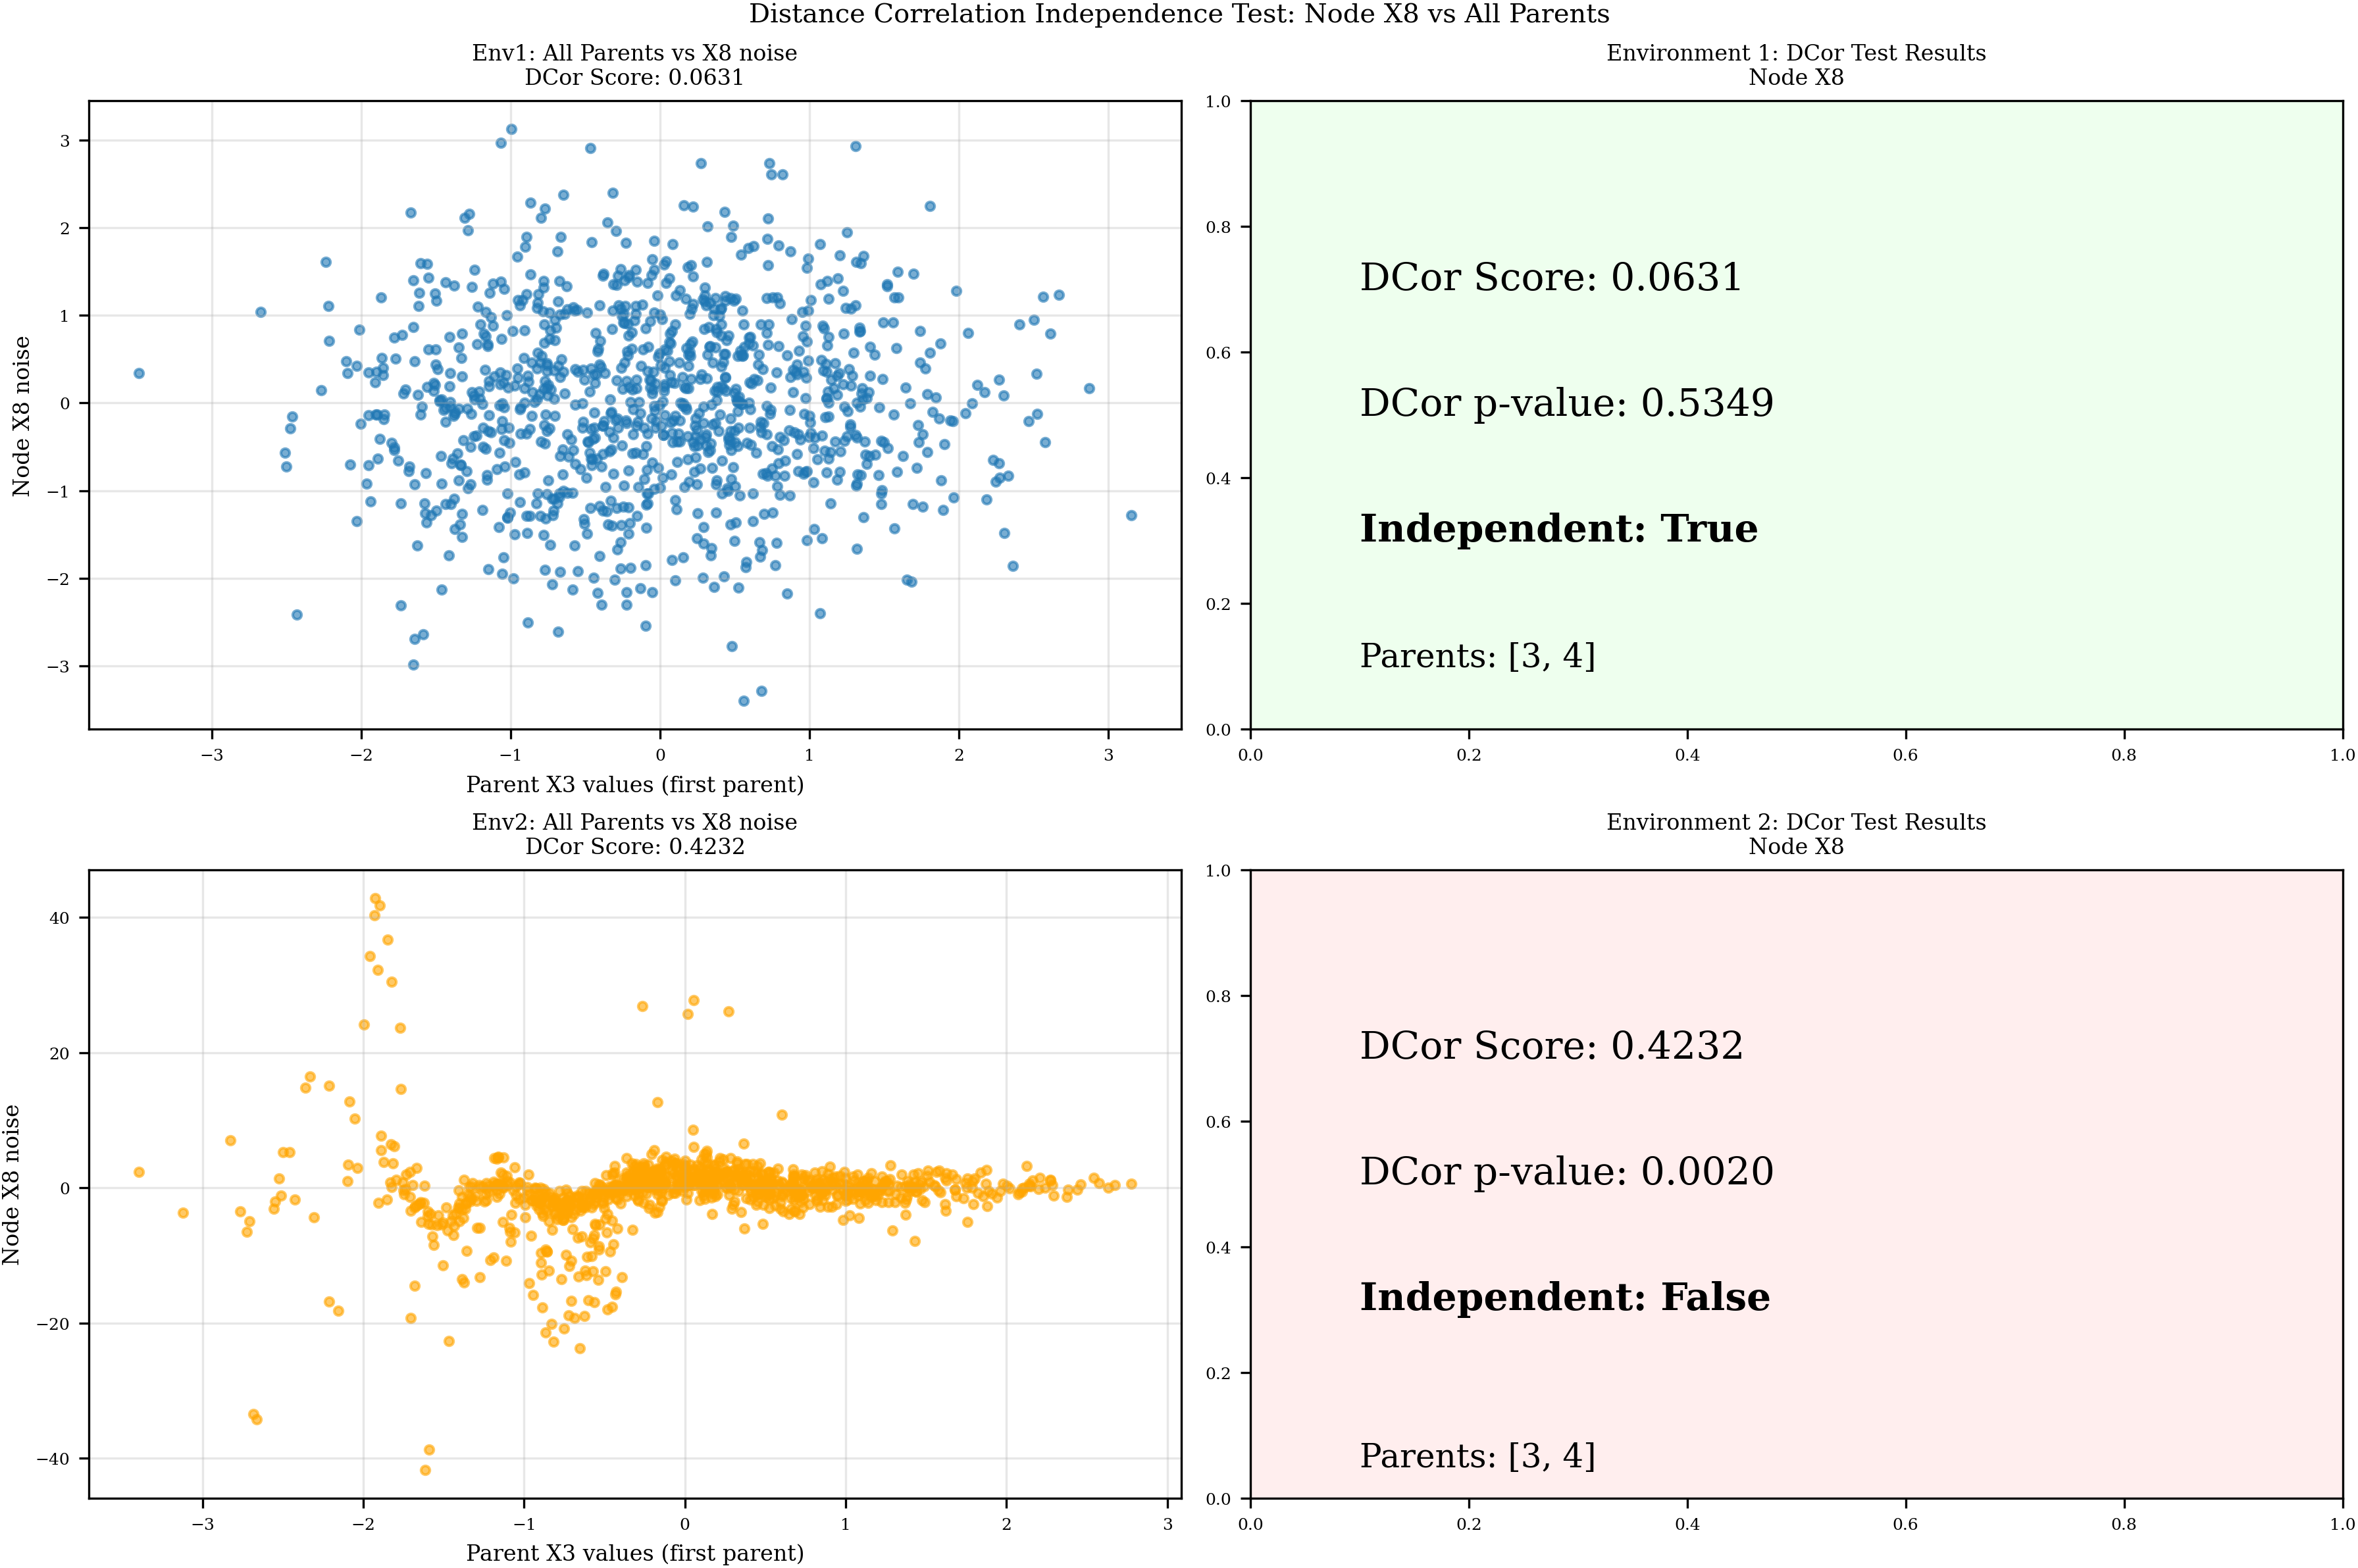 Distance Correlation Independence Test: Node X8 vs All Parents
Env1: All Parents vs X8 noise
DCor Score: 0.0631
3
2
1
0
−1
−2
−3
Node X8 noise
−3 −2 −1 0 1 2 3
Parent X3 values (first parent)
Environment 1: DCor Test Results
Node X8
1.0
0.8
0.6
0.4
0.2
0.0
DCor Score: 0.0631
DCor p-value: 0.5349
Independent: True
Parents: [3, 4]
0.0 0.2 0.4 0.6 0.8 1.0
Env2: All Parents vs X8 noise
DCor Score: 0.4232
40
20
0
−20
−40
Node X8 noise
−3 −2 −1 0 1 2 3
Parent X3 values (first parent)
Environment 2: DCor Test Results
Node X8
1.0
0.8
0.6
0.4
0.2
0.0
DCor Score: 0.4232
DCor p-value: 0.0020
Independent: False
Parents: [3, 4]
0.0 0.2 0.4 0.6 0.8 1.0